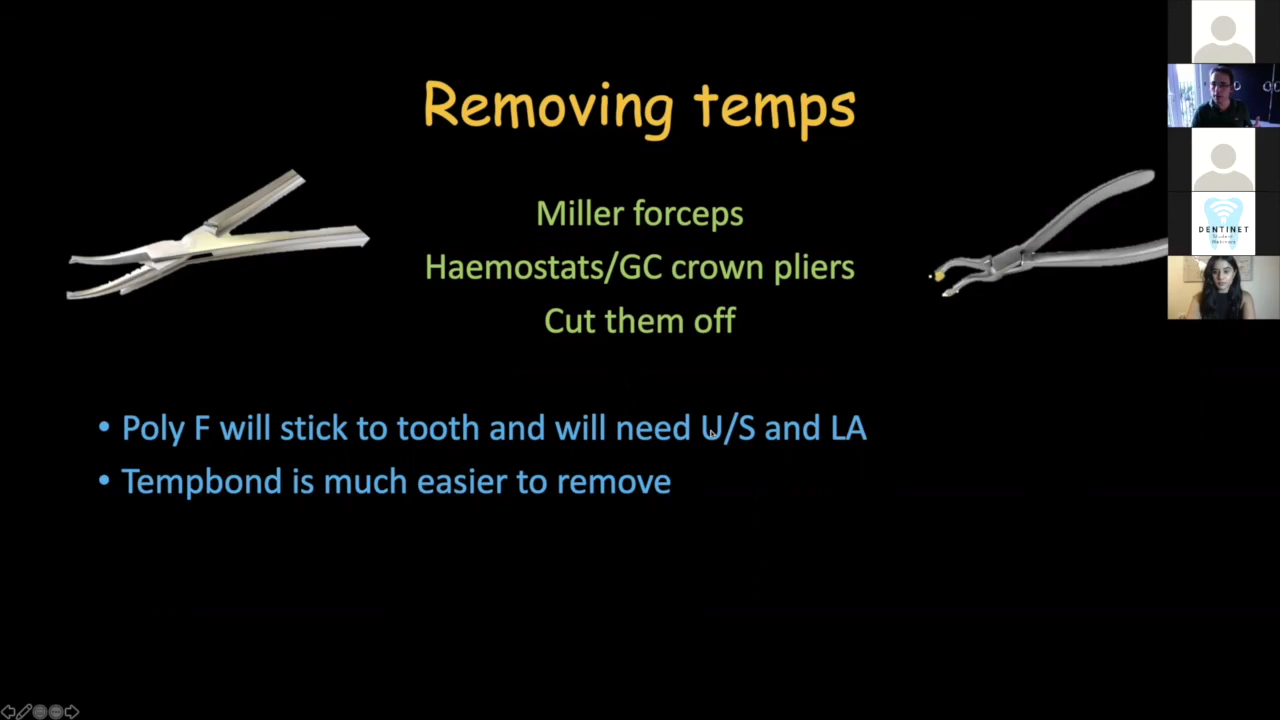 Removing temps
Miller forceps
Haemostats/GC crown pliers
Cut them off
• Poly F will stick to tooth and will need U/S and LA
• Tempbond is much easier to remove
DENTINET